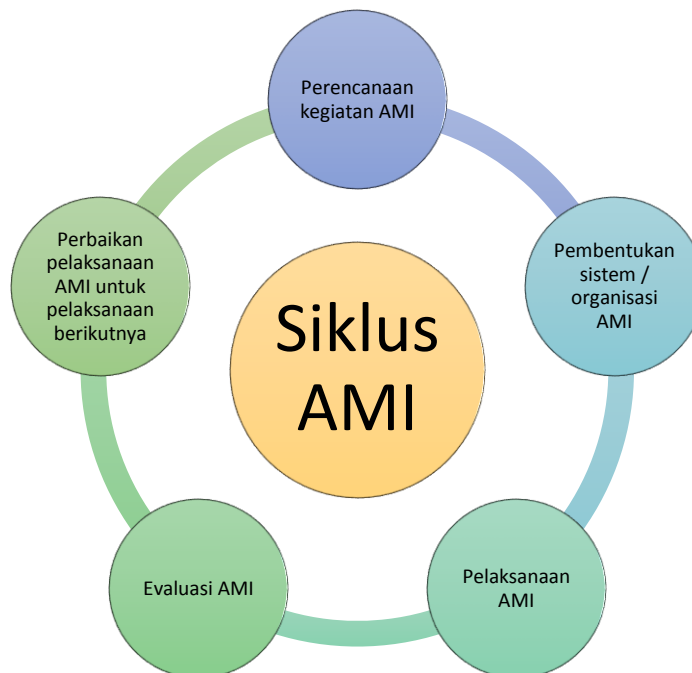 Perencanaan
kegiatan AMI
Pembentukan
sistem /
organisasi
AMI
Pelaksanaan
AMI
Evaluasi AMI
Perbaikan
pelaksanaan
AMI untuk
pelaksanaan
berikutnya
Siklus
AMI